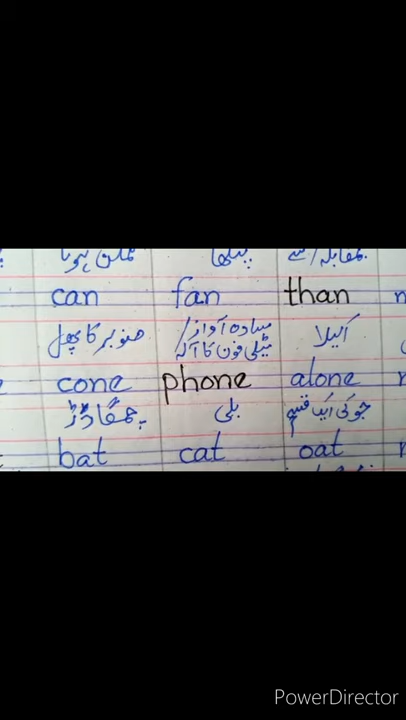 ممکن ہونا پنکھا بمقابلہ / سے
can fan than
صنوبر کا پھل سادہ آواز / ٹیلی فون کا آلہ اکیلا
cone phone alone
چمگادڑ بلی جو کی ایک قسم
bat cat oat
PowerDirector